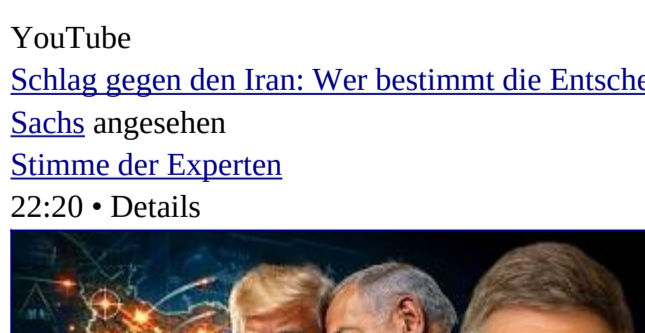 YouTube
Schlag gegen den Iran: Wer bestimmt die
Sachs angesehen
Stimme der Experten
22:20 • Details